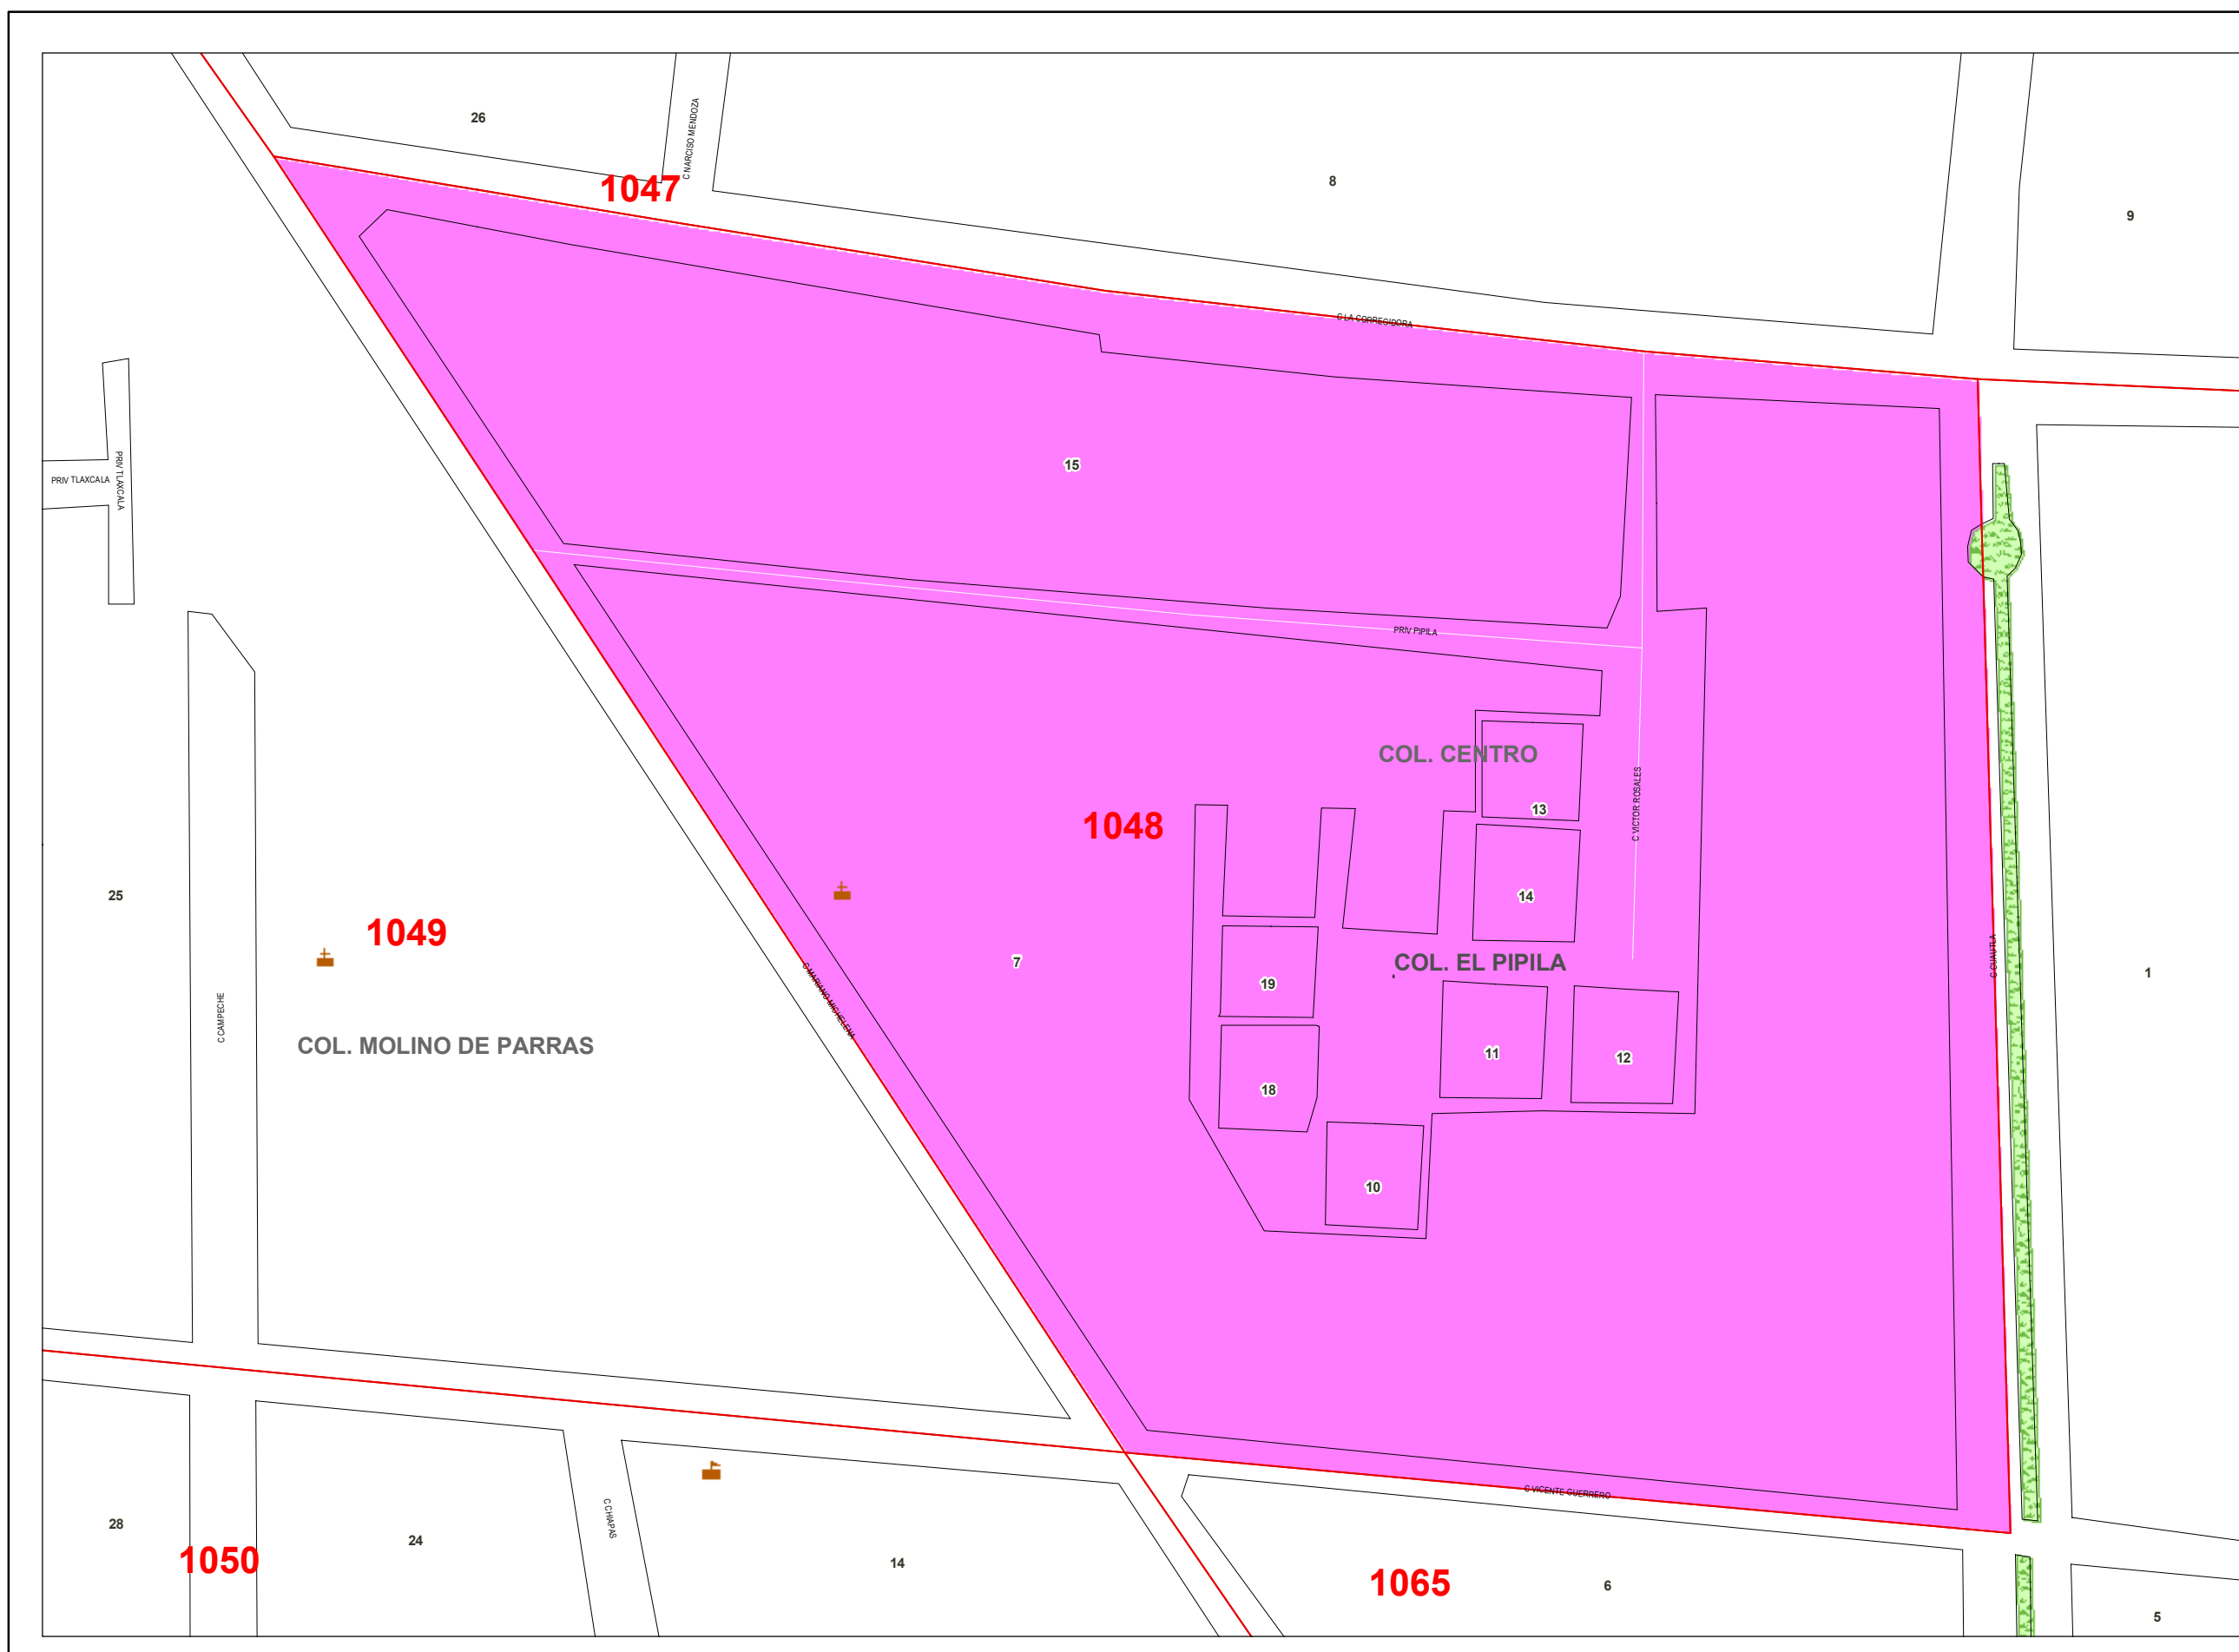 26
C NARCISO MENDOZA
1047
8
9
C LA CORREGIDORA
15
PRIV TLAXCALA
PRIV TLAXCALA
PRIV PIPILA
COL. CENTRO
C VICTOR ROSALES
13
1048
14
25
1049
7
COL. EL PIPILA
C CUAUTLA
1
19
C MARIANO MICHELENA
C CAMPECHE
COL. MOLINO DE PARRAS
11
12
18
10
C VICENTE GUERRERO
28
C CHIAPAS
24
1050
14
1065
6
5